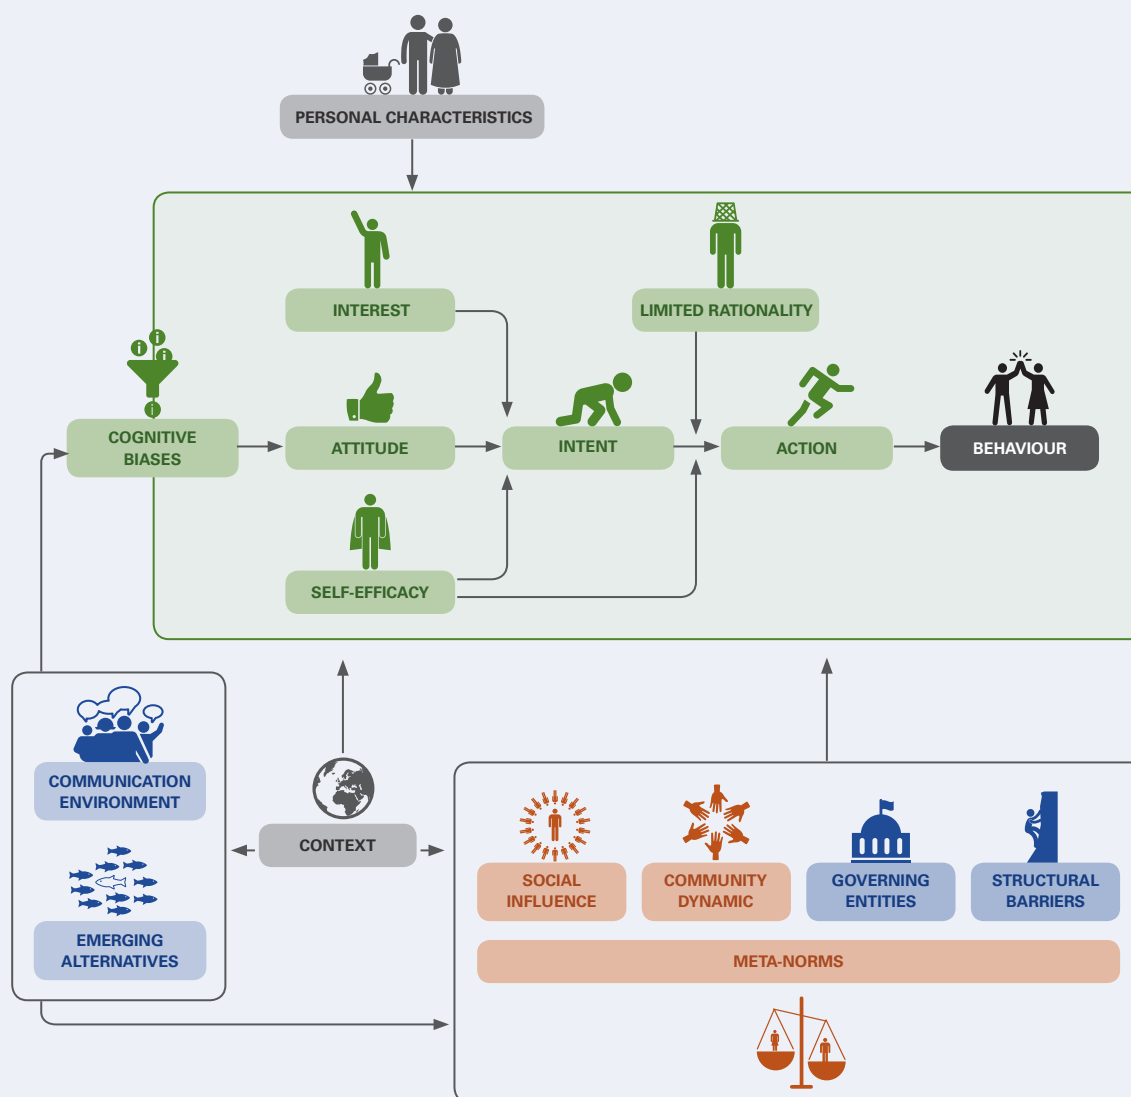 PERSONAL CHARACTERISTICS
INTEREST
LIMITED RATIONALITY
COGNITIVE
BIASES
ATTITUDE
INTENT
ACTION
BEHAVIOUR
SELF-EFFICACY
COMMUNICATION
ENVIRONMENT
EMERGING
ALTERNATIVES
CONTEXT
SOCIAL
INFLUENCE
COMMUNITY
DYNAMIC
GOVERNING
ENTITIES
STRUCTURAL
BARRIERS
META-NORMS